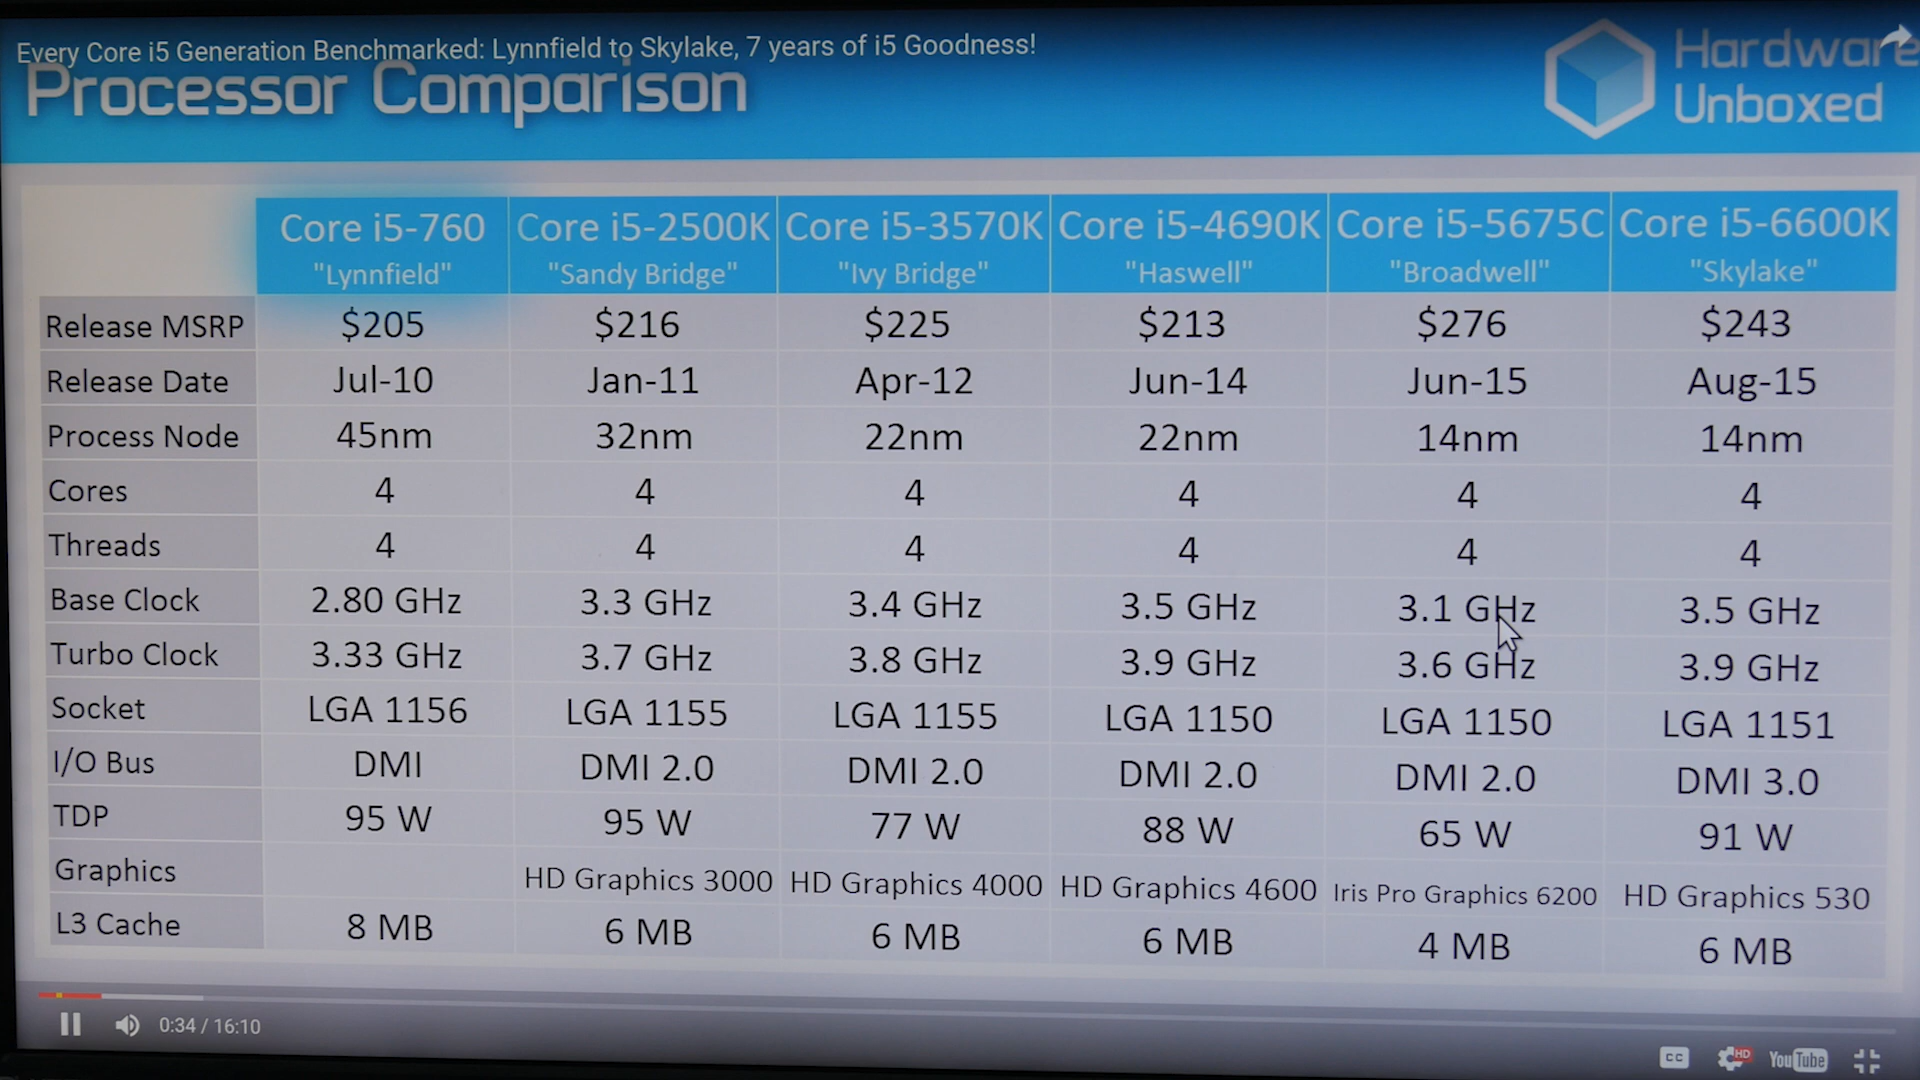 Every Core i5 Generation Benchmarked: Lynnfield to Skylake, 7 years of i5 Goodness!
Processor Comparison
Hardware
Unboxed
Core i5-760 Core i5-2500K Core i5-3570K Core i5-4690K Core i5-5675C Core i5-6600K
"Lynnfield" "Sandy Bridge" "Ivy Bridge" "Haswell" "Broadwell" "Skylake"
Release MSRP $205 $216 $225 $213 $276 $243
Release Date Jul-10 Jan-11 Apr-12 Jun-14 Jun-15 Aug-15
Process Node 45nm 32nm 22nm 22nm 14nm 14nm
Cores 4 4 4 4 4 4
Threads 4 4 4 4 4 4
Base Clock 2.80 GHz 3.3 GHz 3.4 GHz 3.5 GHz 3.1 GHz 3.5 GHz
Turbo Clock 3.33 GHz 3.7 GHz 3.8 GHz 3.9 GHz 3.6 GHz 3.9 GHz
Socket LGA 1156 LGA 1155 LGA 1155 LGA 1150 LGA 1150 LGA 1151
I/O Bus DMI DMI 2.0 DMI 2.0 DMI 2.0 DMI 2.0 DMI 3.0
TDP 95 W 95 W 77 W 88 W 65 W 91 W
Graphics HD Graphics 3000 HD Graphics 4000 HD Graphics 4600 Iris Pro Graphics 6200 HD Graphics 530
L3 Cache 8 MB 6 MB 6 MB 6 MB 4 MB 6 MB
0:34 / 16:10
CC HD YouTube